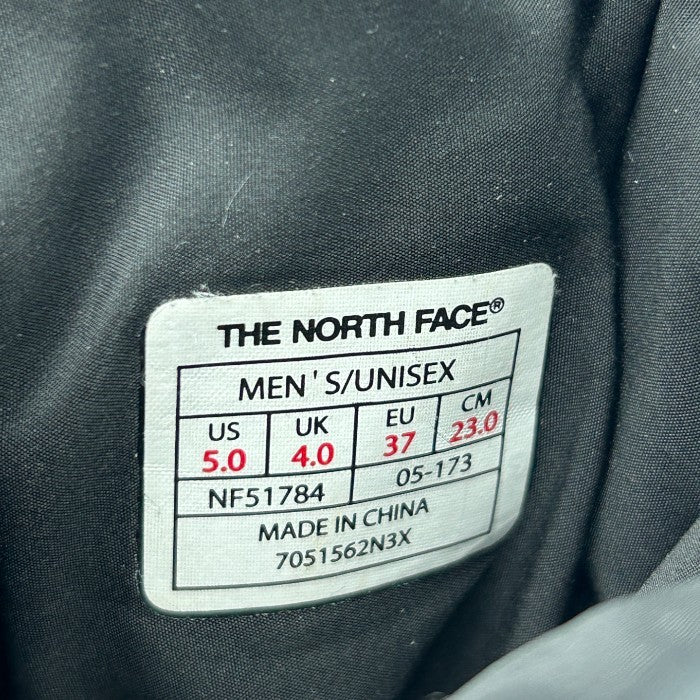 THE NORTH FACE®
MEN'S/UNISEX
US UK EU CM
5.0 4.0 37 23.0
NF51784 05-173
MADE IN CHINA
7051562N3X